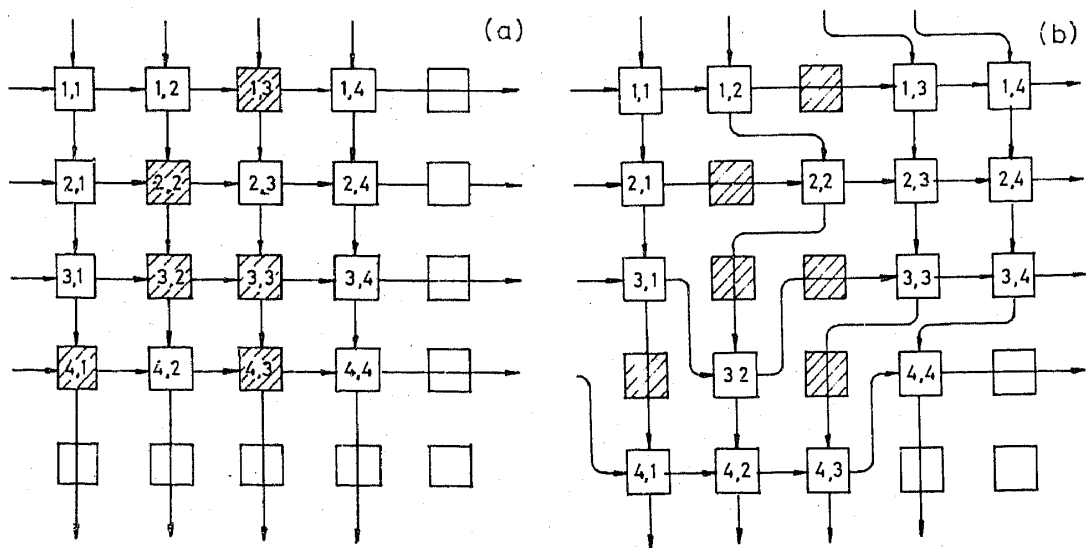 (a)
1,1 1,2 1,3 1,4
2,1 2,2 2,3 2,4
3,1 3,2 3,3 3,4
4,1 4,2 4,3 4,4
(b)
1,1 1,2 1,3 1,4
2,1 2,2 2,3 2,4
3,1 3,3 3,4
3 2 4,4
4,1 4,2 4,3